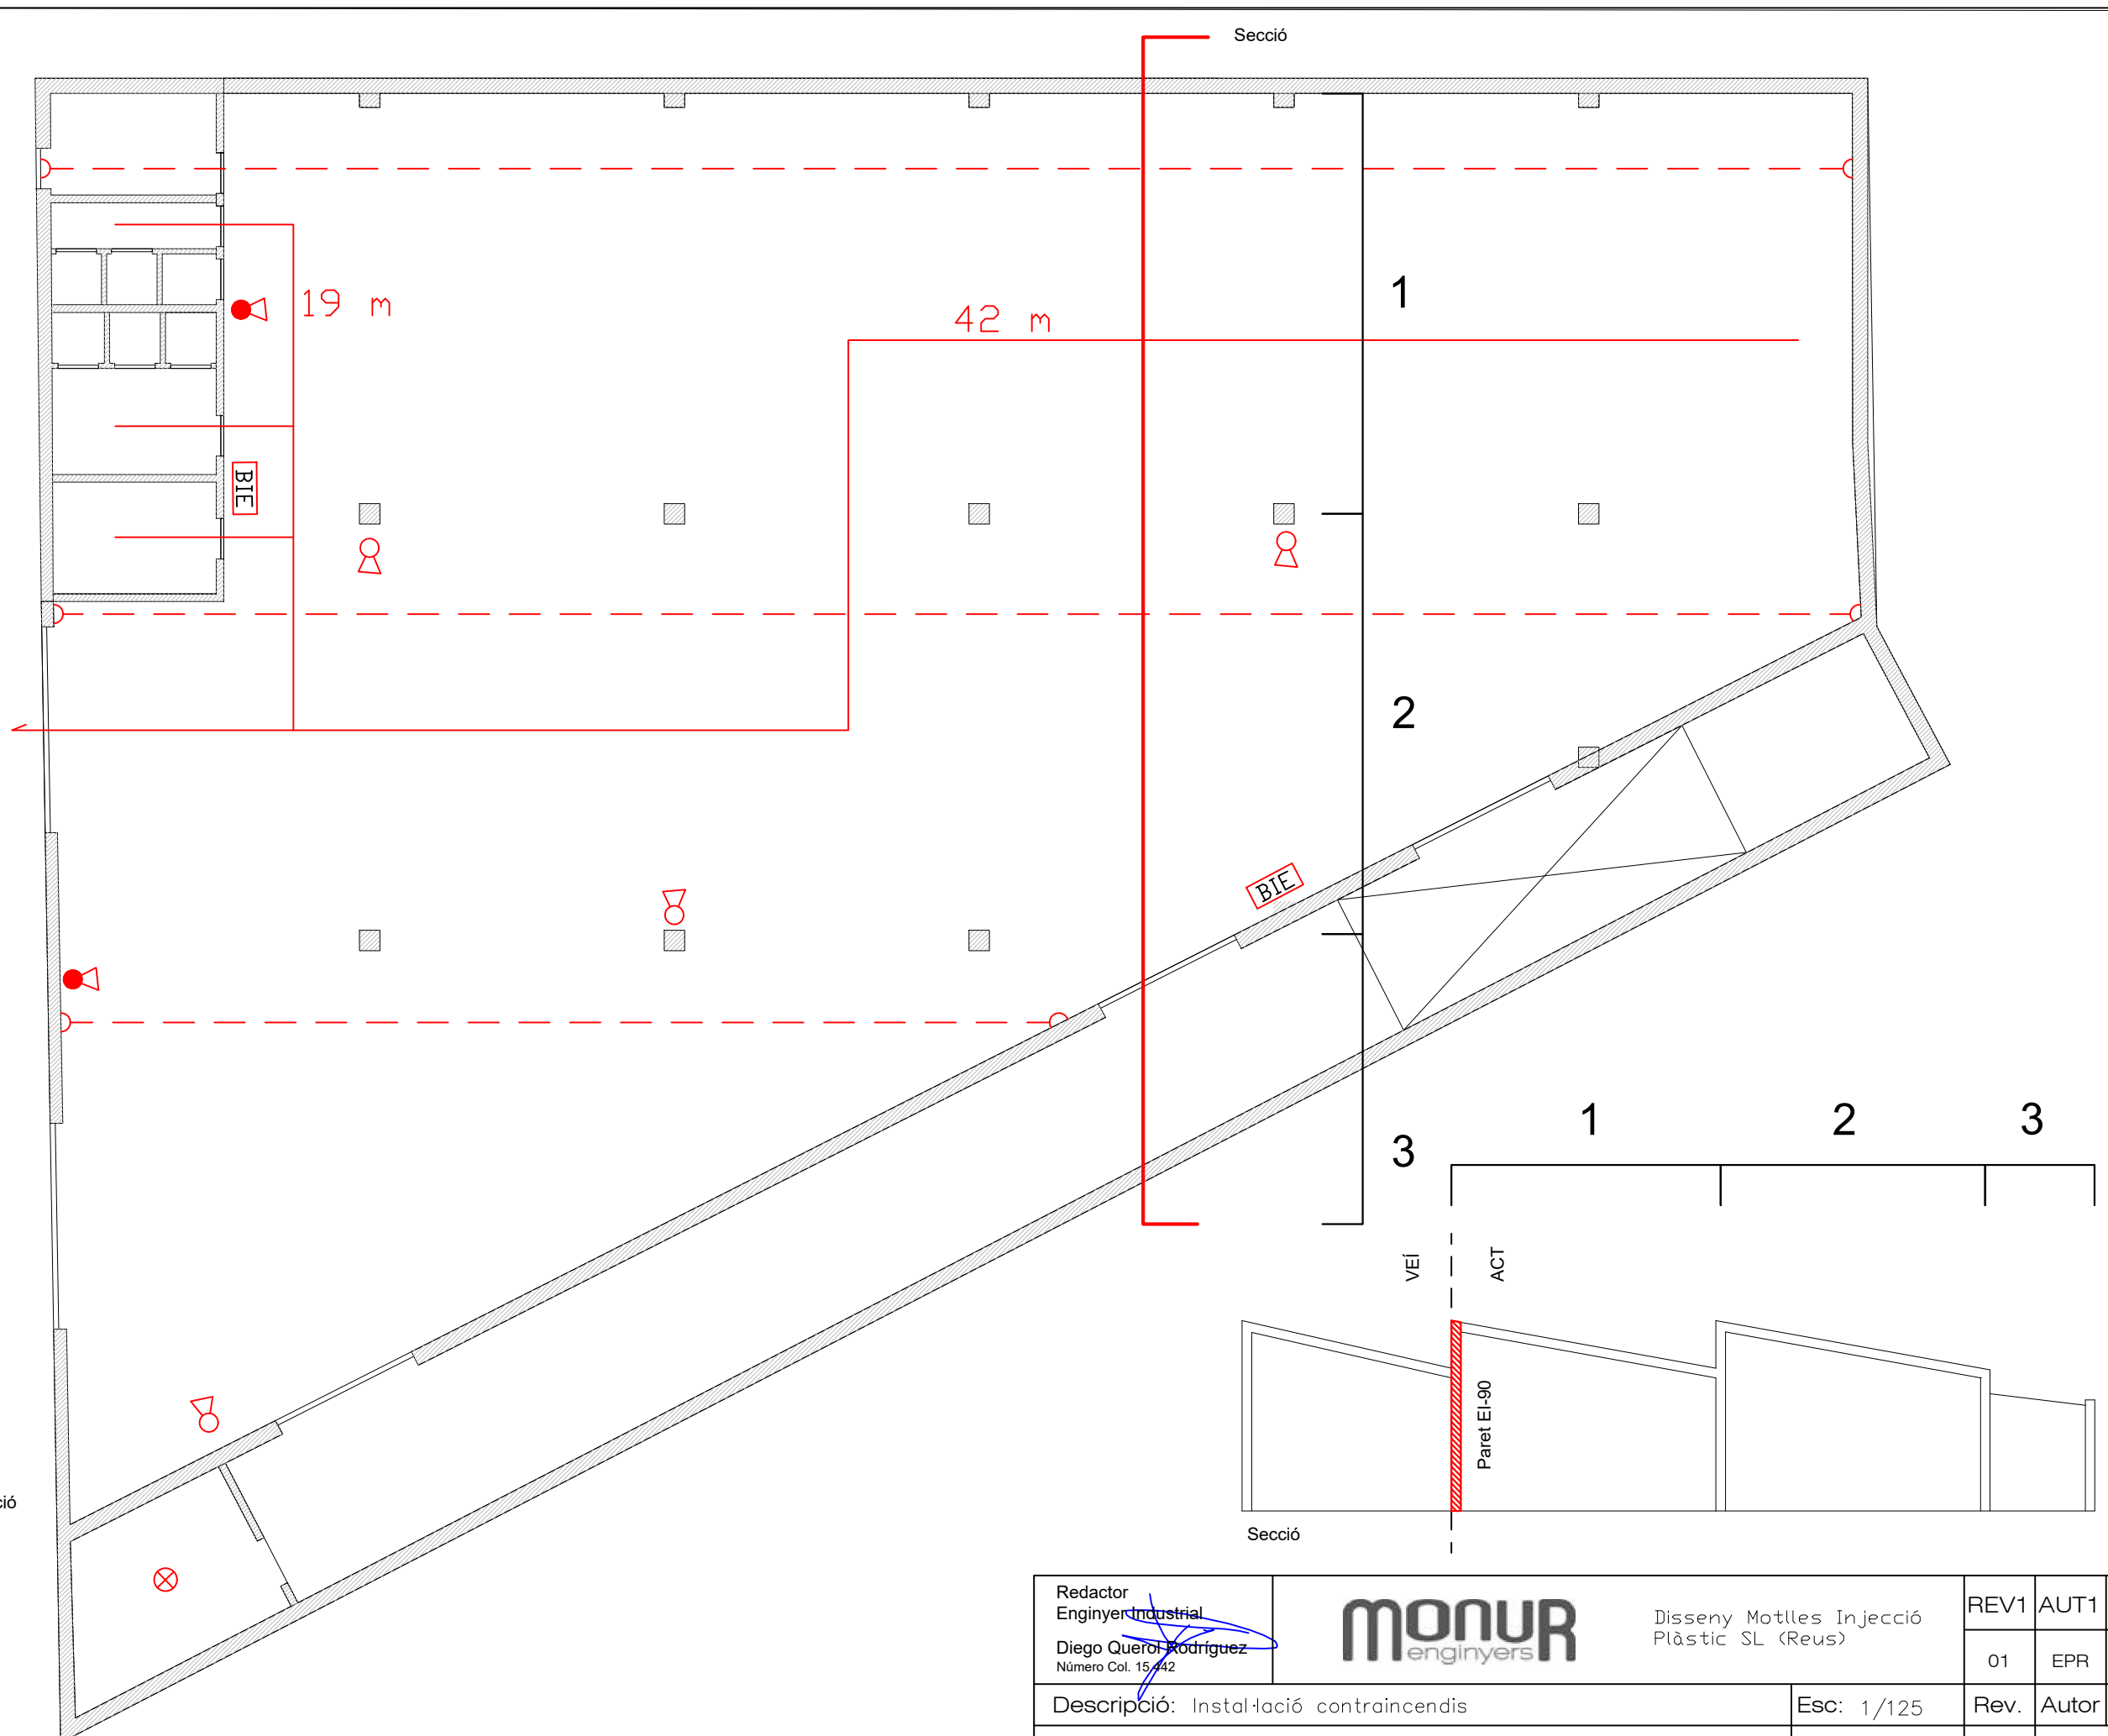 Secció
1
19 m
42 m
BIE
2
BIE
3
1
2
3
VEÍ
ACT
Paret EI-90
ció
Secció
Redactor
Enginyer Industrial
Diego Querol Rodríguez
Número Col. 15.442
monur
enginyers
Disseny Motlles Injecció
Plàstic SL (Reus)
REV1 AUT1
01 EPR
Descripció: Instal·lació contraincendis
Esc: 1/125
Rev. Autor